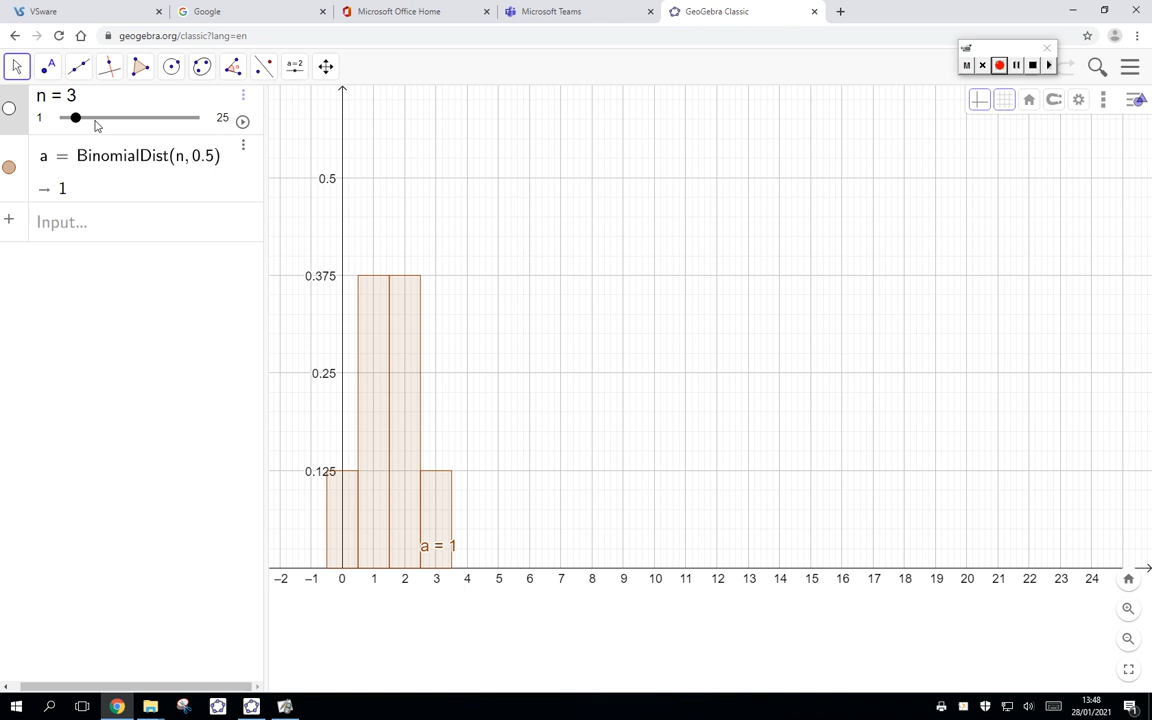 VSware
Google
Microsoft Office Home
Microsoft Teams
GeoGebra Classic
geogebra.org/classic?lang=en
M
a=2
n = 3
1
25
a = BinomialDist(n, 0.5)
→ 1
Input...
0.5
0.375
0.25
0.125
a = 1
−2 −1 0 1 2 3 4 5 6 7 8 9 10 11 12 13 14 15 16 17 18 19 20 21 22 23 24
13:48
28/01/2021
1